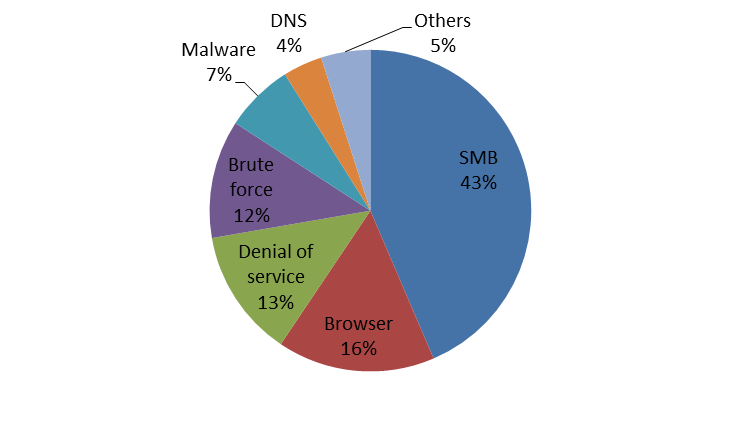 DNS
4%
Others
5%
Malware
7%
SMB
43%
Brute
force
12%
Denial of
service
13%
Browser
16%